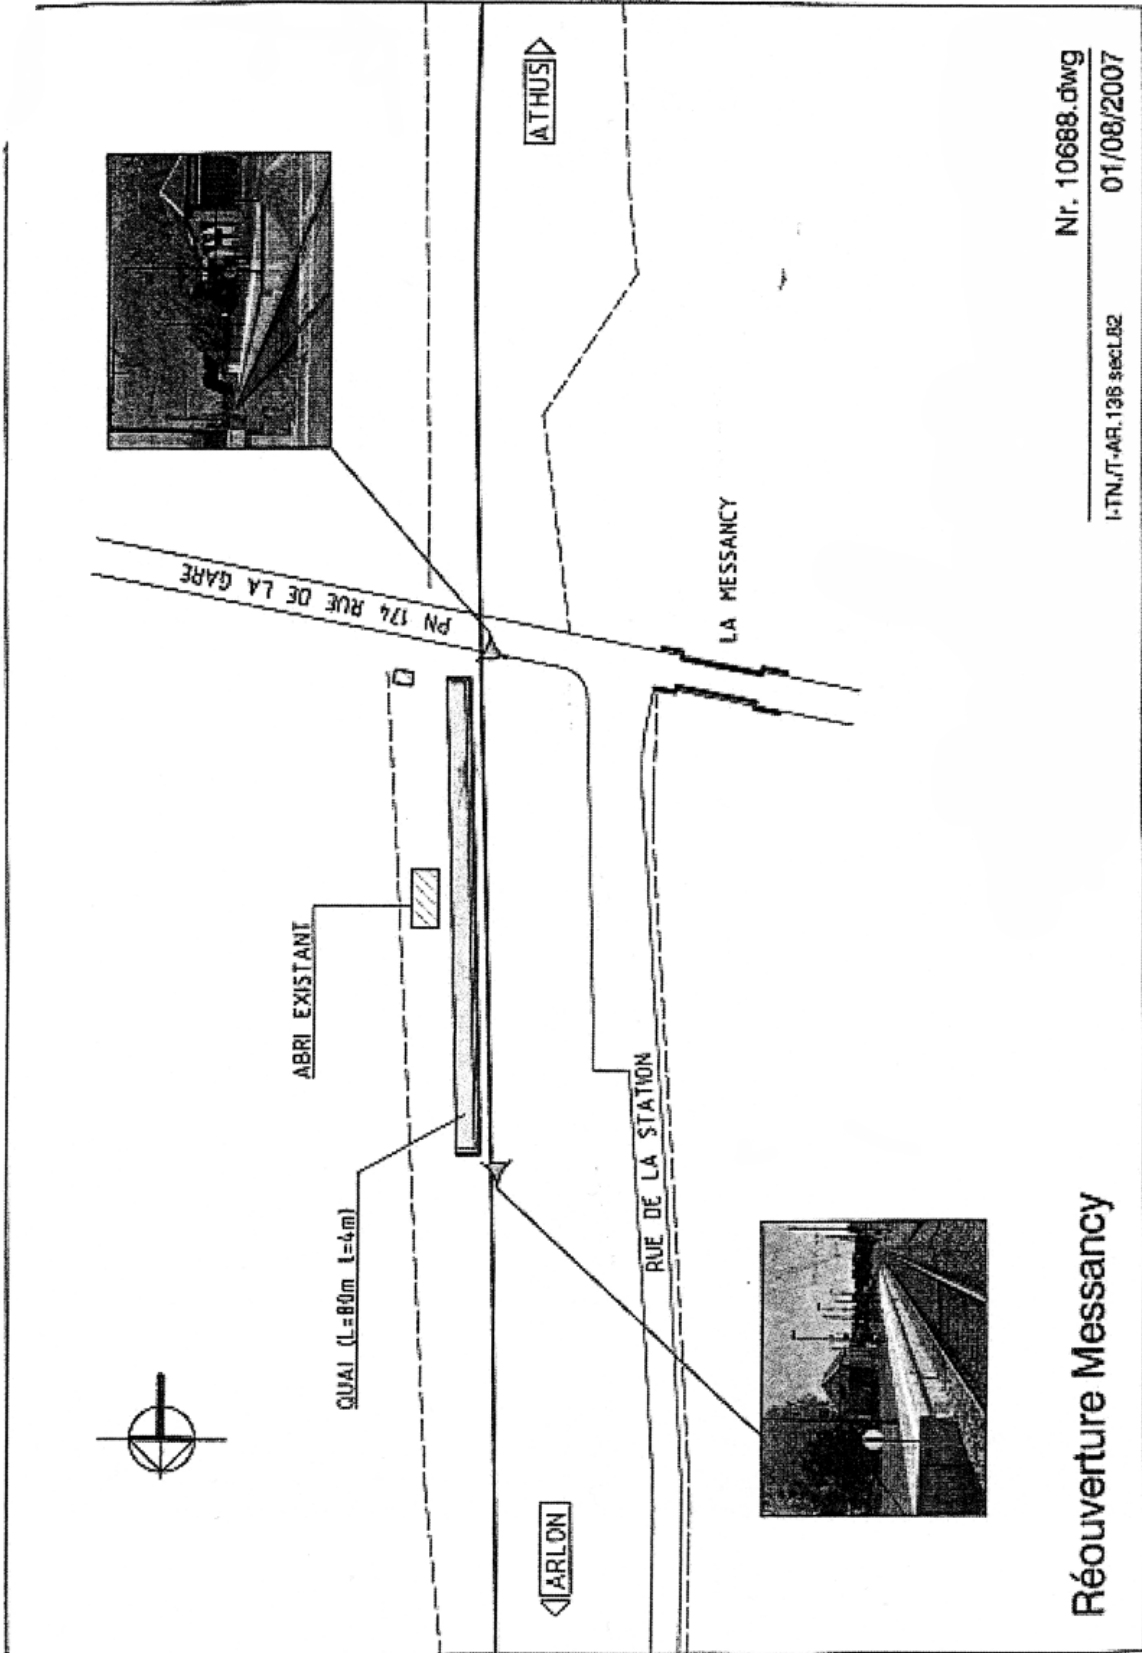 ABRI EXISTANT
QUAI (L=80m l=4m)
PN 174 RUE DE LA GARE
ARLON
ATHUS
RUE DE LA STATION
LA MESSANCY
Réouverture Messancy
Nr. 10688.dwg
I-TN./T-AR.136 sect.82 01/08/2007